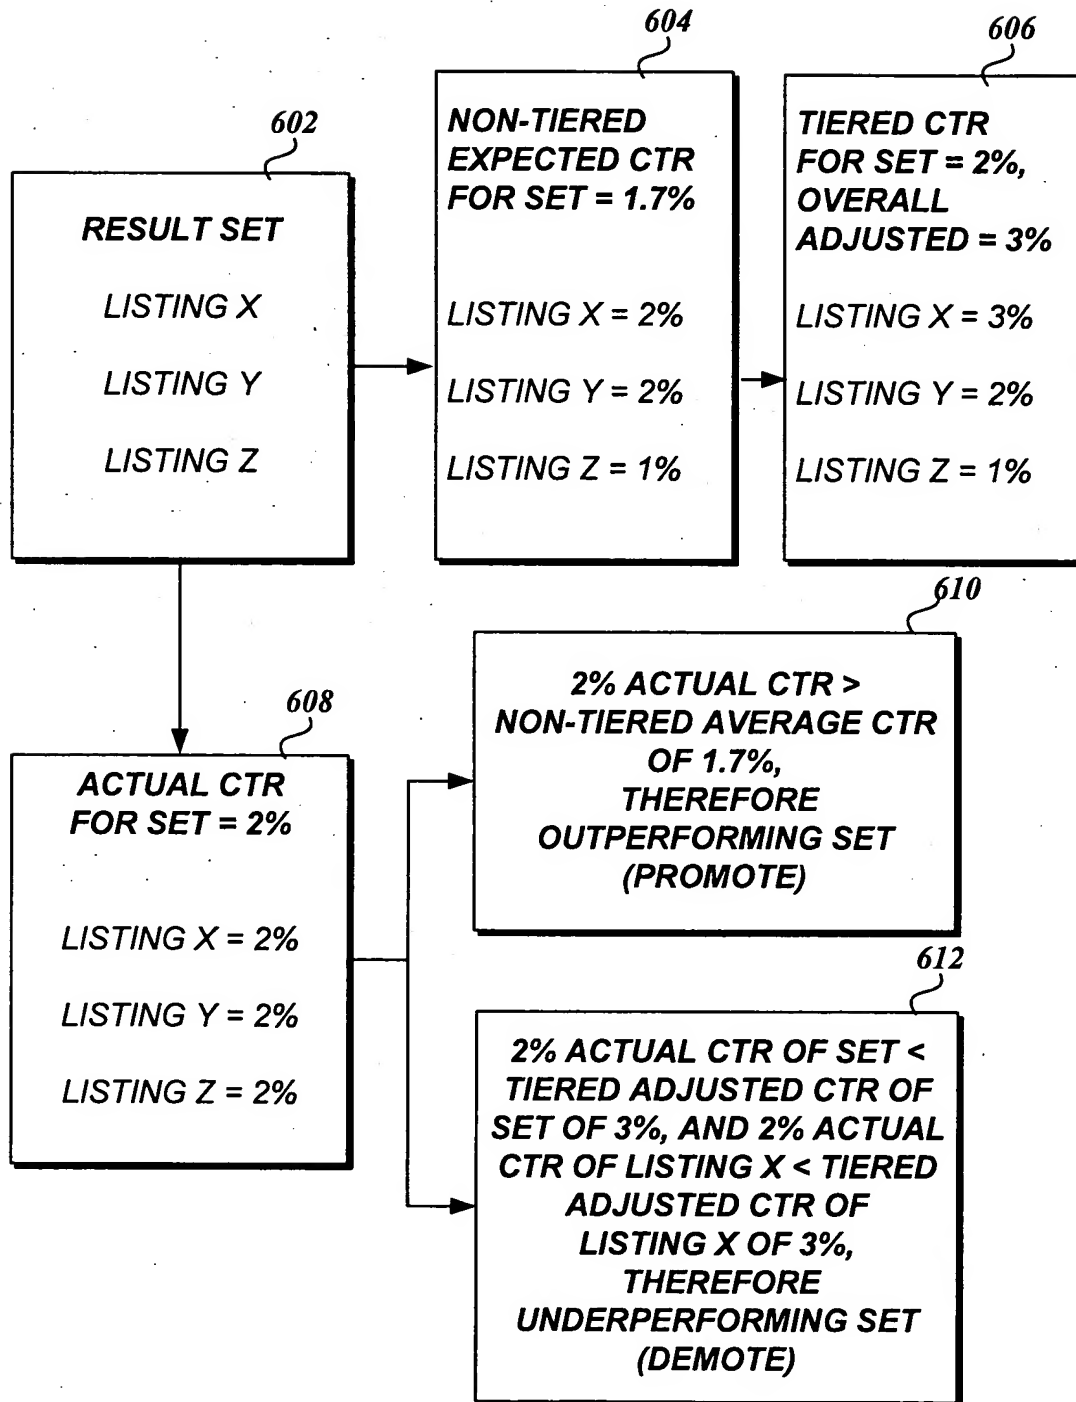 602
RESULT SET
LISTING X
LISTING Y
LISTING Z
604
NON-TIERED
EXPECTED CTR
FOR SET = 1.7%
LISTING X = 2%
LISTING Y = 2%
LISTING Z = 1%
606
TIERED CTR
FOR SET = 2%,
OVERALL
ADJUSTED = 3%
LISTING X = 3%
LISTING Y = 2%
LISTING Z = 1%
608
ACTUAL CTR
FOR SET = 2%
LISTING X = 2%
LISTING Y = 2%
LISTING Z = 2%
610
2% ACTUAL CTR >
NON-TIERED AVERAGE CTR
OF 1.7%,
THEREFORE
OUTPERFORMING SET
(PROMOTE)
612
2% ACTUAL CTR OF SET <
TIERED ADJUSTED CTR OF
SET OF 3%, AND 2% ACTUAL
CTR OF LISTING X < TIERED
ADJUSTED CTR OF
LISTING X OF 3%,
THEREFORE
UNDERPERFORMING SET
(DEMOTE)